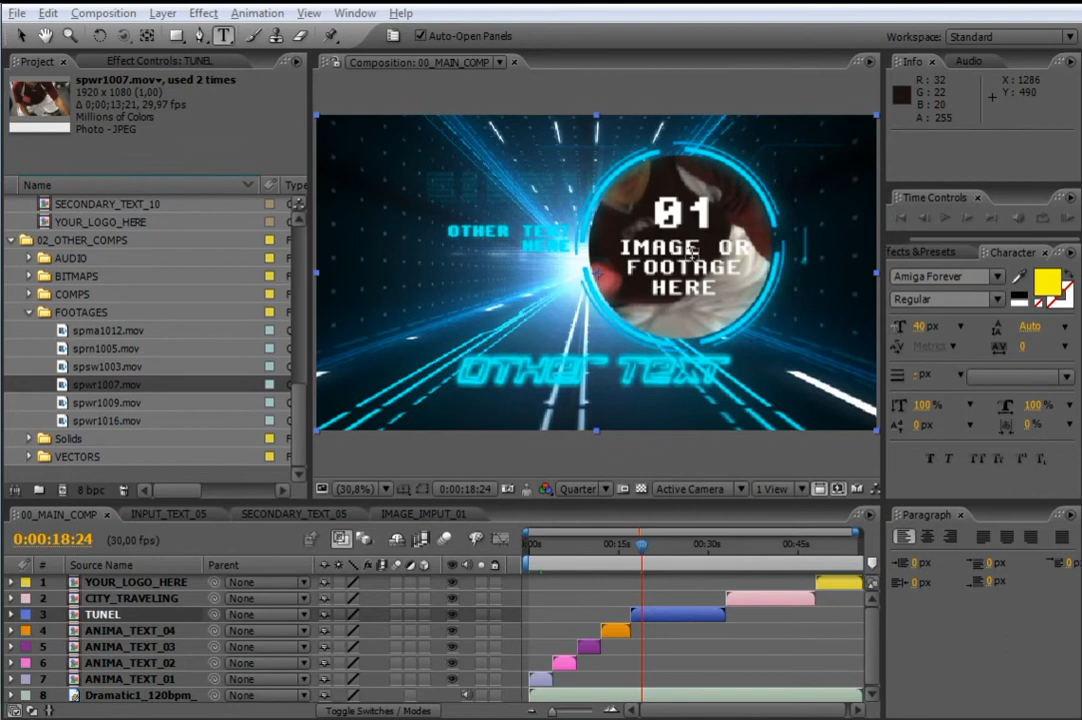 File Edit Composition Layer Effect Animation View Window Help
T Auto-Open Panels Workspace: Standard
Project Effect Controls: TUNEL Composition: 00_MAIN_COMP Info Audio
spwr1007.mov, used 2 times
1920 x 1080 (1,00)
Δ 0;00;13;21, 29,97 fps
Millions of Colors
Photo - JPEG
R : 32
G : 22
B : 20
A : 255
X : 1286
Y : 490
Name Type
SECONDARY_TEXT_10
YOUR_LOGO_HERE
02_OTHER_COMPS
AUDIO
BITMAPS
COMPS
FOOTAGES
spma1012.mov
sprn1005.mov
spsw1003.mov
spwr1007.mov
spwr1009.mov
spwr1016.mov
Solids
VECTORS
8 bpc
OTHER TEXT
HERE
01
IMAGE OR
FOOTAGE
HERE
OTHER TEXT
(30,8%) 0:00:18:24 Quarter Active Camera 1 View
Time Controls
fects&Presets Character
Amiga Forever
Regular
40 px Auto
Metrics 0
- px
100 % 100 %
0 px 0 %
T T TT Tr T¹ T₁
Paragraph
0 px 0 px 0 px
0 px 0 px
00_MAIN_COMP INPUT_TEXT_05 SECONDARY_TEXT_05 IMAGE_IMPUT_01
0:00:18:24 (30,00 fps)
:00s 00:15s 00:30s 00:45s
# Source Name Parent
1 YOUR_LOGO_HERE None
2 CITY_TRAVELING None
3 TUNEL None
4 ANIMA_TEXT_04 None
5 ANIMA_TEXT_03 None
6 ANIMA_TEXT_02 None
7 ANIMA_TEXT_01 None
8 Dramatic1_120bpm_ None
Toggle Switches / Modes